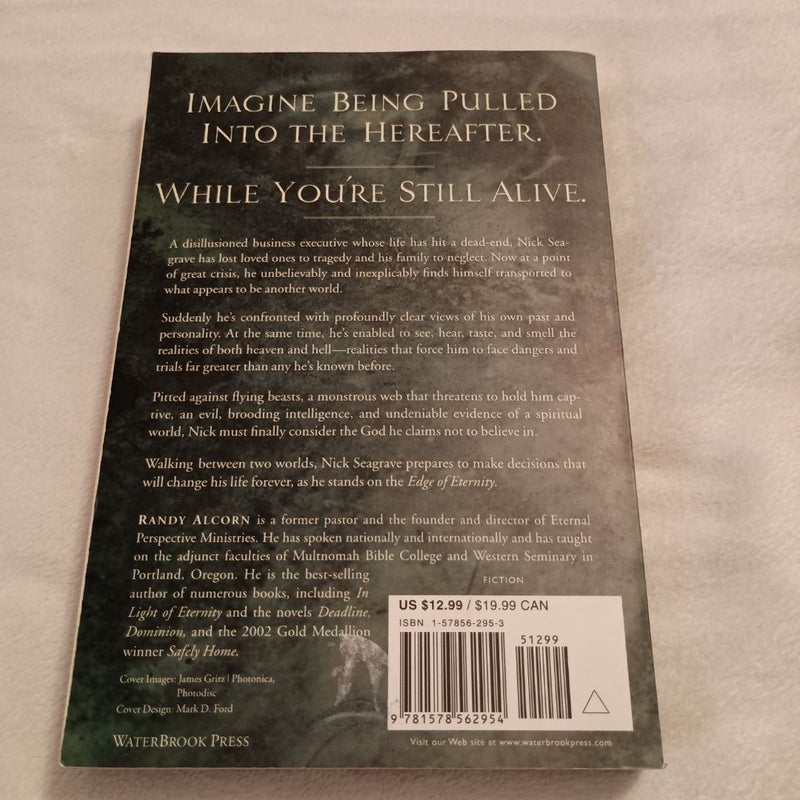 IMAGINE BEING PULLED
INTO THE HEREAFTER.
WHILE YOU'RE STILL ALIVE.
A disillusioned business executive whose life has hit a dead-end, Nick Sea-
grave has lost loved ones to tragedy and his family to neglect. Now at a point
of great crisis, he unbelievably and inexplicably finds himself transported to
what appears to be another world.
Suddenly he's confronted with profoundly clear views of his own past and
personality. At the same time, he's enabled to see, hear, taste, and smell the
realities of both heaven and hell—realities that force him to face dangers and
trials far greater than any he's known before.
Pitted against flying beasts, a monstrous web that threatens to hold him cap-
tive, an evil, brooding intelligence, and undeniable evidence of a spiritual
world, Nick must finally consider the God he claims not to believe in.
Walking between two worlds, Nick Seagrave prepares to make decisions that
will change his life forever, as he stands on the Edge of Eternity.
RANDY ALCORN is a former pastor and the founder and director of Eternal
Perspective Ministries. He has spoken nationally and internationally and has taught
on the adjunct faculties of Multnomah Bible College and Western Seminary in
Portland, Oregon. He is the best-selling
author of numerous books, including In
Light of Eternity and the novels Deadline,
Dominion, and the 2002 Gold Medallion
winner Safely Home.
Cover Images: James Gritz | Photonica,
Photodisc
Cover Design: Mark D. Ford
WATERBROOK PRESS
FICTION
US $12.99 / $19.99 CAN
ISBN 1-57856-295-3
51299
9 781578 562954
Visit our Web site at www.waterbrookpress.com